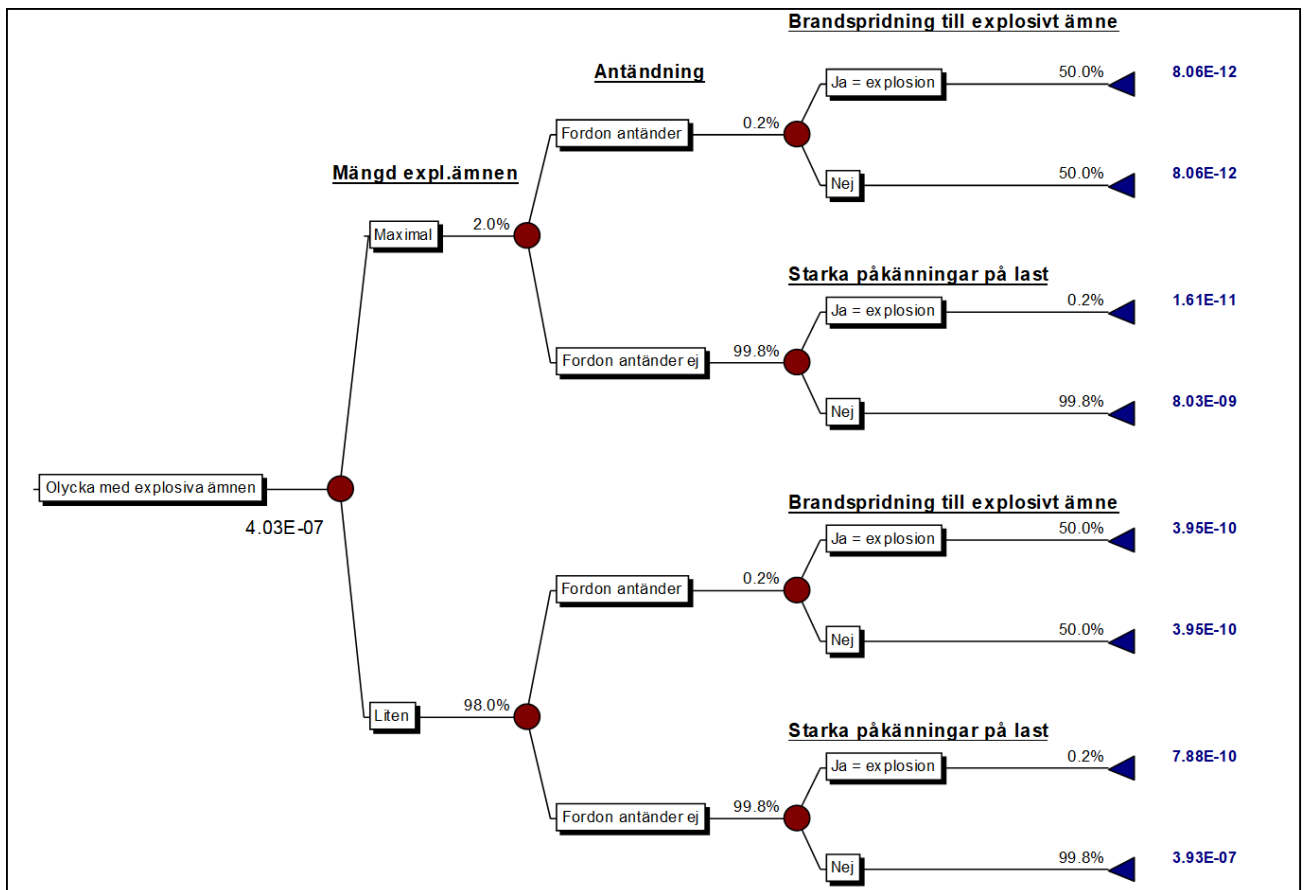 Brandspridning till explosivt ämne
Antändning
Ja = explosion 50.0% 8.06E-12
Fordon antänder 0.2%
Mängd expl.ämnen
Nej 50.0% 8.06E-12
Maximal 2.0%
Starka påkänningar på last
Ja = explosion 0.2% 1.61E-11
Fordon antänder ej 99.8%
Nej 99.8% 8.03E-09
Olycka med explosiva ämnen
4.03E-07
Brandspridning till explosivt ämne
Ja = explosion 50.0% 3.95E-10
Fordon antänder 0.2%
Nej 50.0% 3.95E-10
Liten 98.0%
Starka påkänningar på last
Ja = explosion 0.2% 7.88E-10
Fordon antänder ej 99.8%
Nej 99.8% 3.93E-07